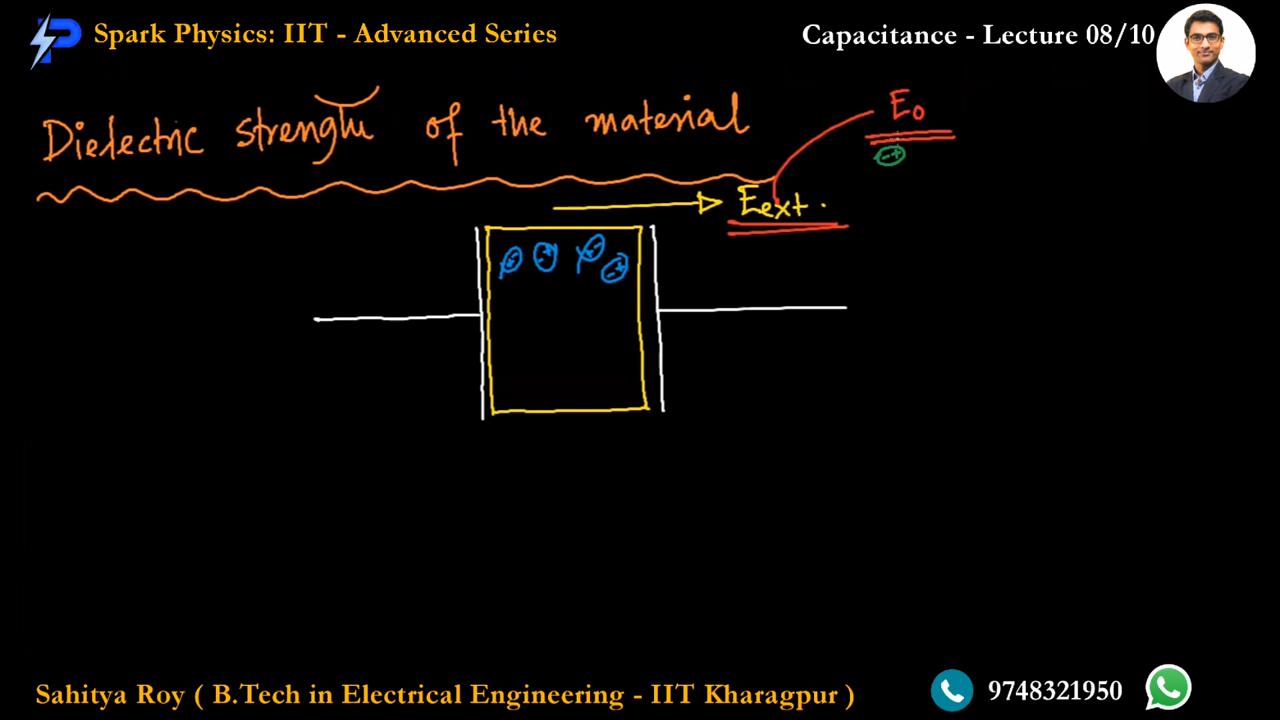 Spark Physics: IIT - Advanced Series
Capacitance - Lecture 08/10
Dielectric strength of the material
E₀
- +
Eext.
Sahitya Roy ( B.Tech in Electrical Engineering - IIT Kharagpur )
9748321950